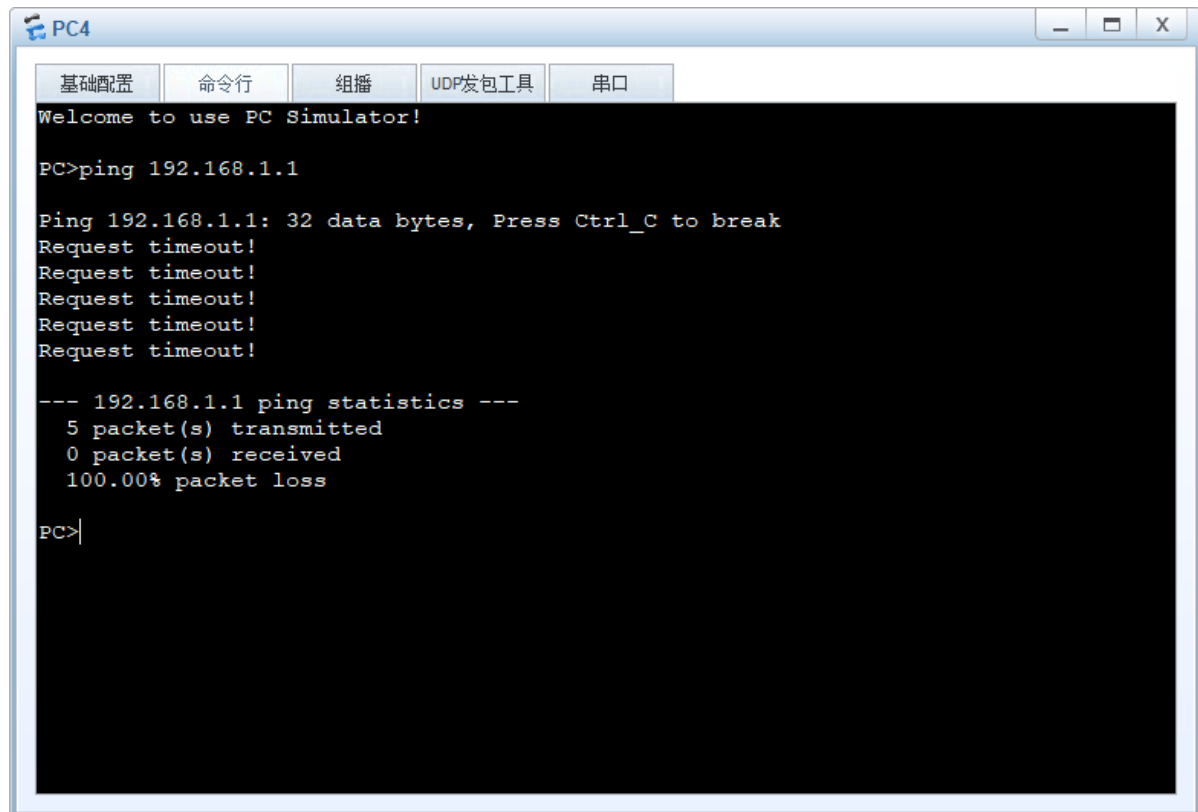 PC4
X
基础配置 命令行 组播 UDP发包工具 串口
Welcome to use PC Simulator!
PC>ping 192.168.1.1
Ping 192.168.1.1: 32 data bytes, Press Ctrl_C to break
Request timeout!
Request timeout!
Request timeout!
Request timeout!
Request timeout!
--- 192.168.1.1 ping statistics ---
5 packet(s) transmitted
0 packet(s) received
100.00% packet loss
PC>